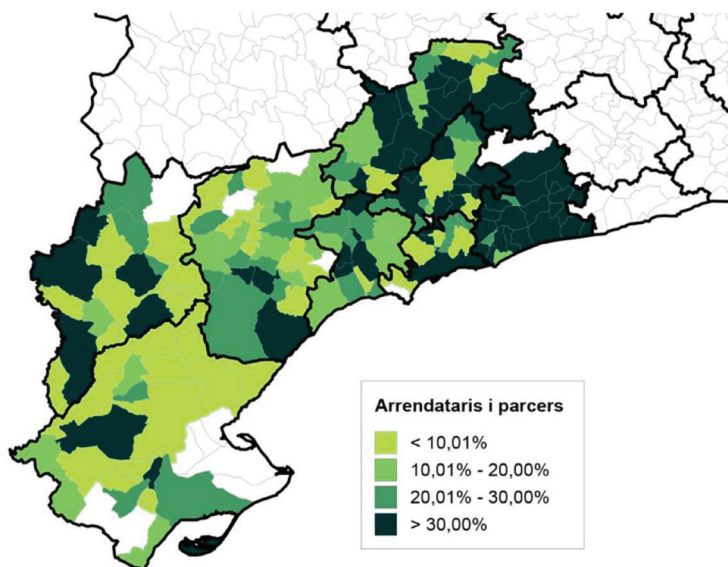 Arrendataris i parcers
< 10,01%
10,01% - 20,00%
20,01% - 30,00%
> 30,00%